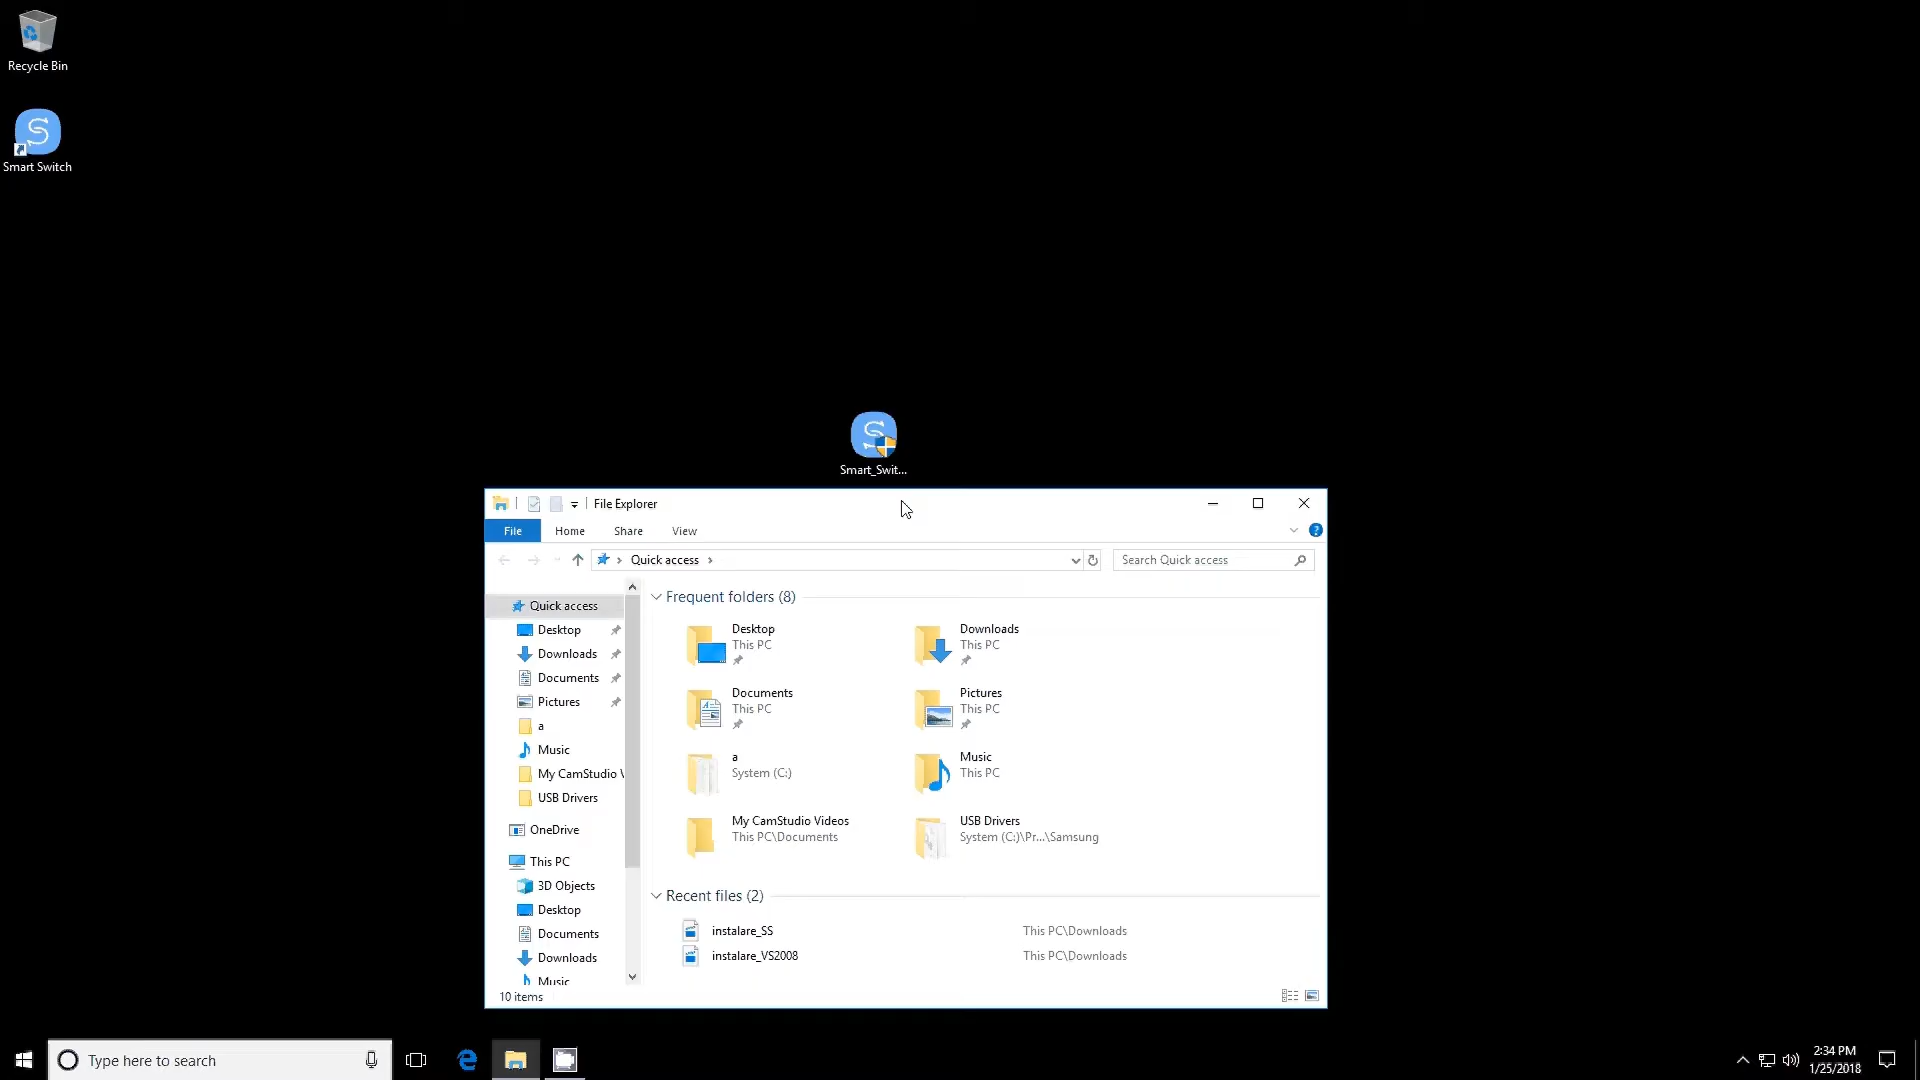 Recycle Bin
Smart Switch
Smart_Swit...
File Explorer
File
Home
Share
View
Quick access
Search Quick access
Quick access
Desktop
Downloads
Documents
Pictures
a
Music
My CamStudio V
USB Drivers
OneDrive
This PC
3D Objects
Desktop
Documents
Downloads
Music
Frequent folders (8)
Desktop
This PC
Downloads
This PC
Documents
This PC
Pictures
This PC
a
System (C:)
Music
This PC
My CamStudio Videos
This PC\Documents
USB Drivers
System (C:)\Pr...\Samsung
Recent files (2)
instalare_SS
This PC\Downloads
instalare_VS2008
This PC\Downloads
10 items
Type here to search
2:34 PM
1/25/2018